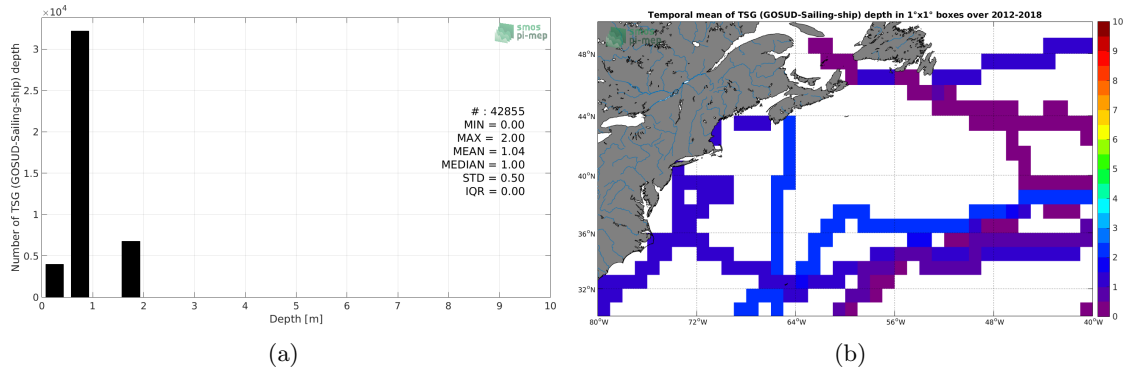 ×10⁴
3
2.5
2
1.5
1
0.5
0
Number of TSG (GOSUD-Sailing-ship) depth
smos
pi-mep
# : 42855
MIN = 0.00
MAX = 2.00
MEAN = 1.04
MEDIAN = 1.00
STD = 0.50
IQR = 0.00
0 1 2 3 4 5 6 7 8 9 10
Depth [m]
(a)
Temporal mean of TSG (GOSUD-Sailing-ship) depth in 1°x1° boxes over 2012-2018
smos
pi-mep
48°N
44°N
40°N
36°N
32°N
80°W 72°W 64°W 56°W 48°W 40°W
10
9
8
7
6
5
4
3
2
1
0
(b)